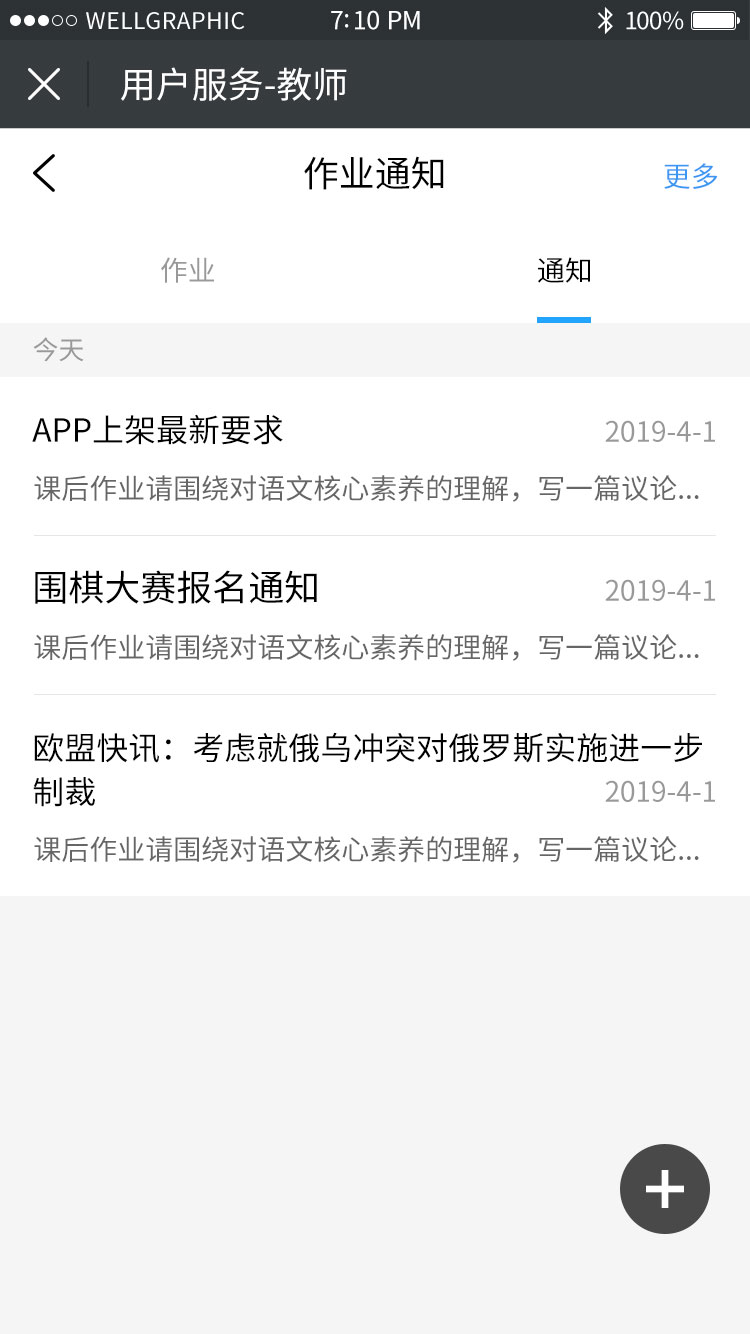 WELLGRAPHIC 7:10 PM 100%
用户服务-教师
作业通知 更多
作业 通知
今天
APP上架最新要求 2019-4-1
课后作业请围绕对语文核心素养的理解，写一篇议论...
围棋大赛报名通知 2019-4-1
课后作业请围绕对语文核心素养的理解，写一篇议论...
欧盟快讯：考虑就俄乌冲突对俄罗斯实施进一步
制裁 2019-4-1
课后作业请围绕对语文核心素养的理解，写一篇议论...